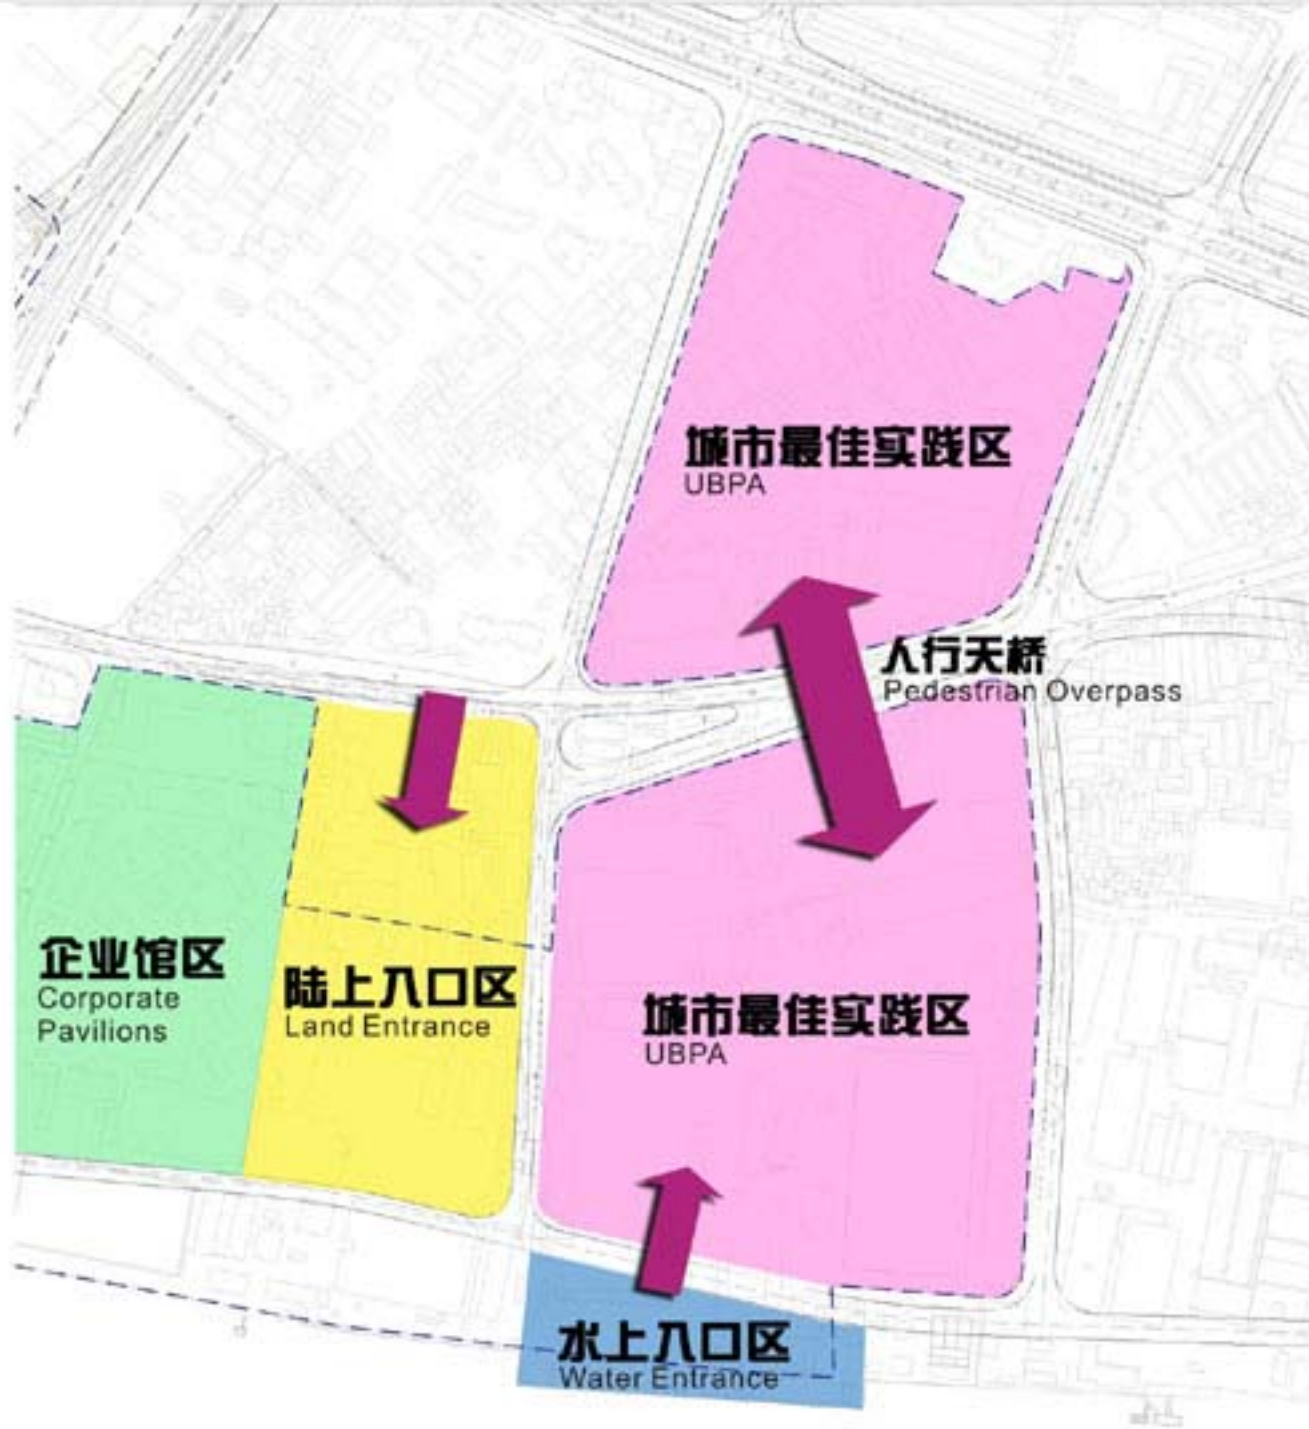 城市最佳实践区
UBPA
人行天桥
Pedestrian Overpass
企业馆区
Corporate
Pavilions
陆上入口区
Land Entrance
城市最佳实践区
UBPA
水上入口区
Water Entrance